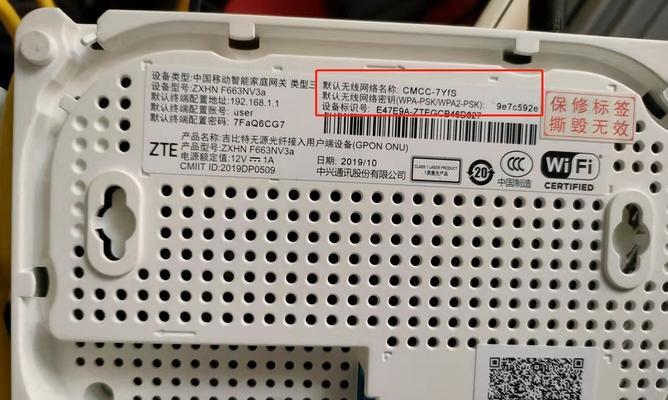 设备类型: 中国移动智能家庭网关 类型三
设备型号: ZXHN F663NV3a
默认终端配置地址: 192.168.1.1
默认终端配置账号: user
默认终端配置密码: 7FaQ6CG7
默认无线网络名称: CMCC-7YfS
默认无线网络密钥(WPA-PSK/WPA2-PSK): 9e7c592e
设备标识号:
保修标签
撕毁无效
ZTE
吉比特无源光纤接入用户端设备(GPON ONU)
型号: ZXHN F663NV3a
电源额定值: 12V 1A
CMIIT ID: 2019DP0509
日期: 2019/10
中兴通讯股份有限公司
CLASS 1 LASER PRODUCT
20
CCC
中国制造
WiFi
CERTIFIED